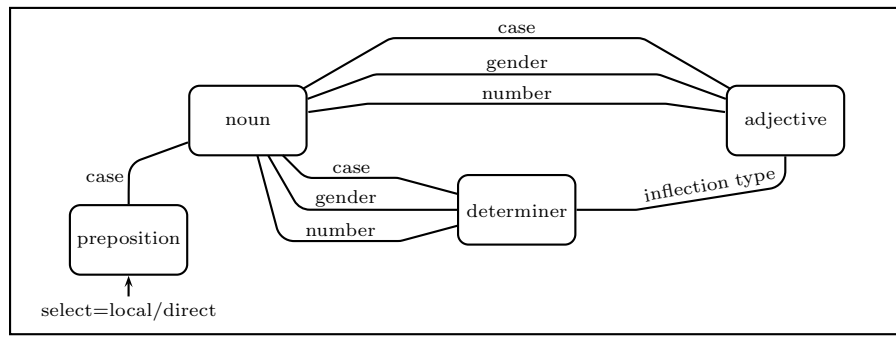 case
gender
number
noun
adjective
case
case
gender
inflection type
determiner
number
preposition
select=local/direct